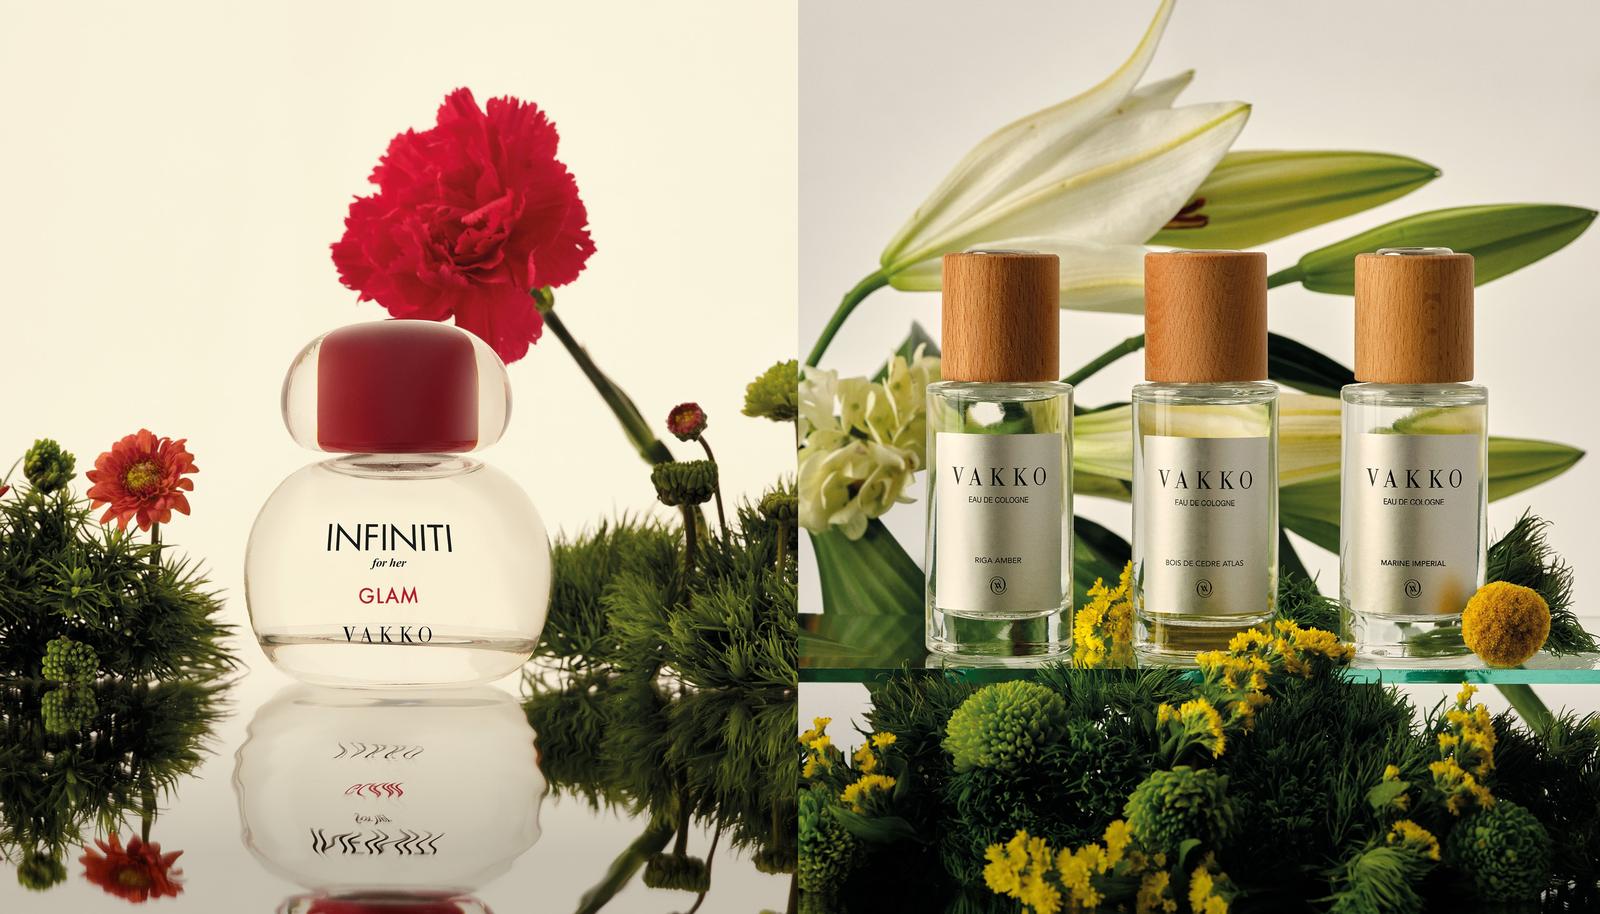 INFINITI
for her
GLAM
VAKKO
VAKKO
EAU DE COLOGNE
RIGA AMBER
VAKKO
EAU DE COLOGNE
BOIS DE CEDRE ATLAS
VAKKO
EAU DE COLOGNE
MARINE IMPERIAL